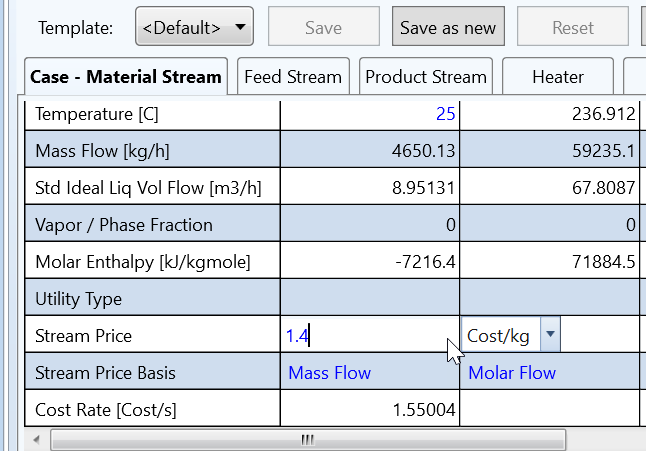 Template: <Default> Save Save as new Reset
Case - Material Stream Feed Stream Product Stream Heater
Temperature [C] 25 236.912
Mass Flow [kg/h] 4650.13 59235.1
Std Ideal Liq Vol Flow [m3/h] 8.95131 67.8087
Vapor / Phase Fraction 0 0
Molar Enthalpy [kJ/kgmole] -7216.4 71884.5
Utility Type
Stream Price 1.4 Cost/kg
Stream Price Basis Mass Flow Molar Flow
Cost Rate [Cost/s] 1.55004